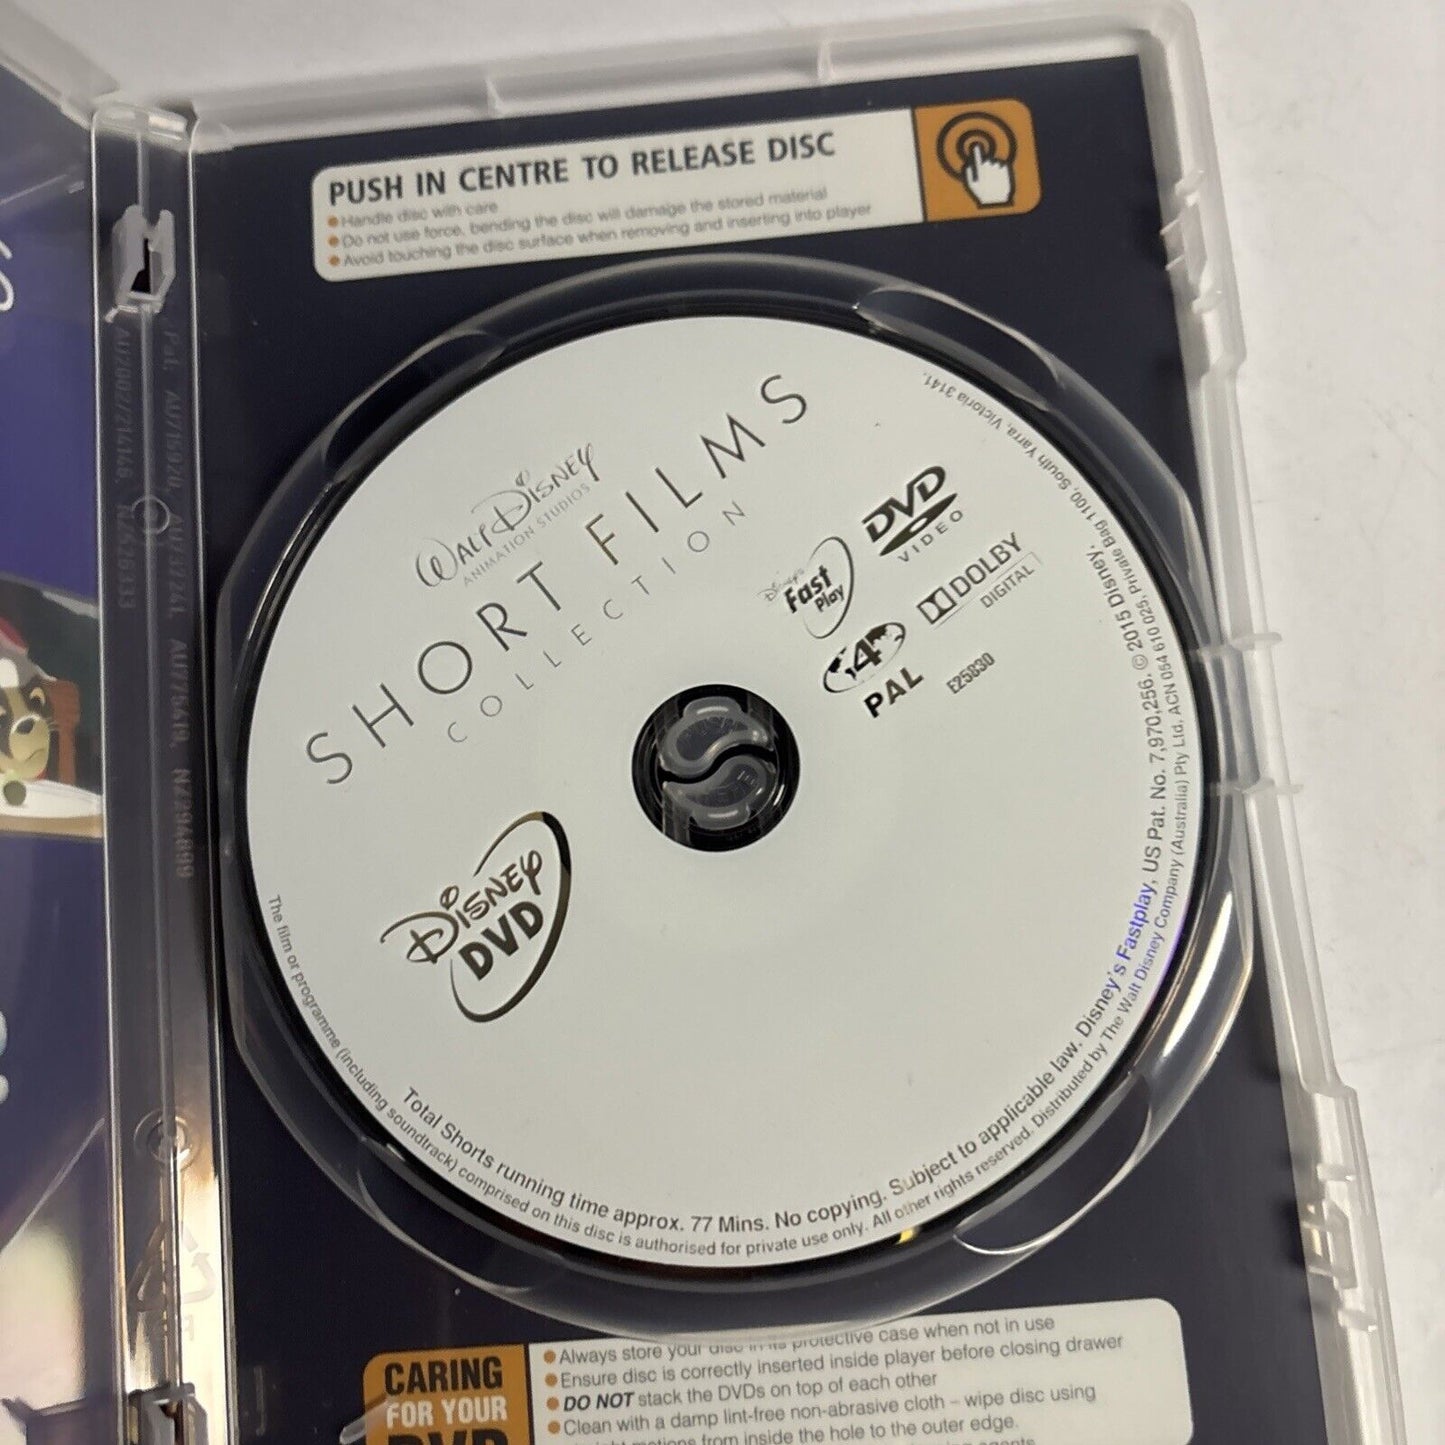 PUSH IN CENTRE TO RELEASE DISC
Handle disc with care
Do not use force, bending the disc will damage the stored material
Avoid touching the disc surface when removing and inserting into player
WALT DISNEY
ANIMATION STUDIOS
SHORT FILMS
COLLECTION
DVD
VIDEO
DISNEY'S
Fast
Play
DOLBY
DIGITAL
4
PAL
E25830
DISNEY
DVD
Total Shorts running time approx. 77 Mins. No copying. Subject to applicable law. Disney's Fastplay, US Pat. No. 7,970,256. © 2015 Disney.
The film or programme (including soundtrack) comprised on this disc is authorised for private use only. All other rights reserved. Distributed by The Walt Disney Company (Australia) Pty Ltd, ACN 054 610 025, Private Bag 1100, South Yarra, Victoria 3141.
CARING
FOR YOUR
DVD
Always store your disc in its protective case when not in use
Ensure disc is correctly inserted inside player before closing drawer
DO NOT stack the DVDs on top of each other
Clean with a damp lint-free non-abrasive cloth – wipe disc using
motions from inside the hole to the outer edge.
agents